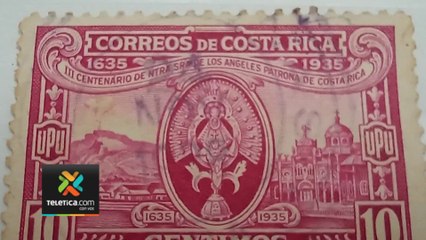 CORREOS DE COSTA RICA
1635 1935
III CENTENARIO DE NTRA SRA DE LOS ANGELES PATRONA DE COSTA RICA
UPU UPU
1635 1935
10 CENTIMOS 10
teletica.com